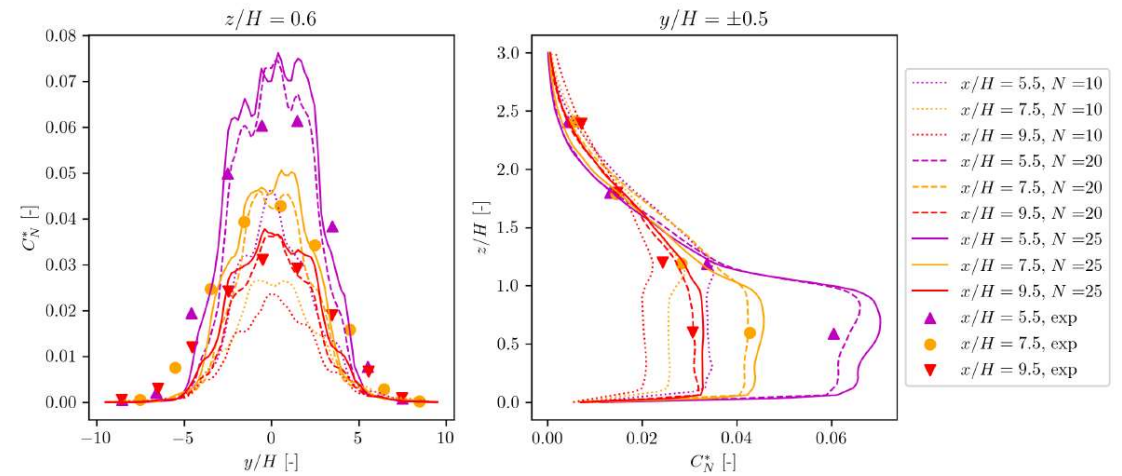 z/H = 0.6
0.08
0.07
0.06
0.05
0.04
0.03
0.02
0.01
0.00
C*_N [-]
−10 −5 0 5 10
y/H [-]
y/H = ±0.5
3.0
2.5
2.0
1.5
1.0
0.5
0.0
z/H [-]
0.00 0.02 0.04 0.06
C*_N [-]
x/H = 5.5, N =10
x/H = 7.5, N =10
x/H = 9.5, N =10
x/H = 5.5, N =20
x/H = 7.5, N =20
x/H = 9.5, N =20
x/H = 5.5, N =25
x/H = 7.5, N =25
x/H = 9.5, N =25
x/H = 5.5, exp
x/H = 7.5, exp
x/H = 9.5, exp